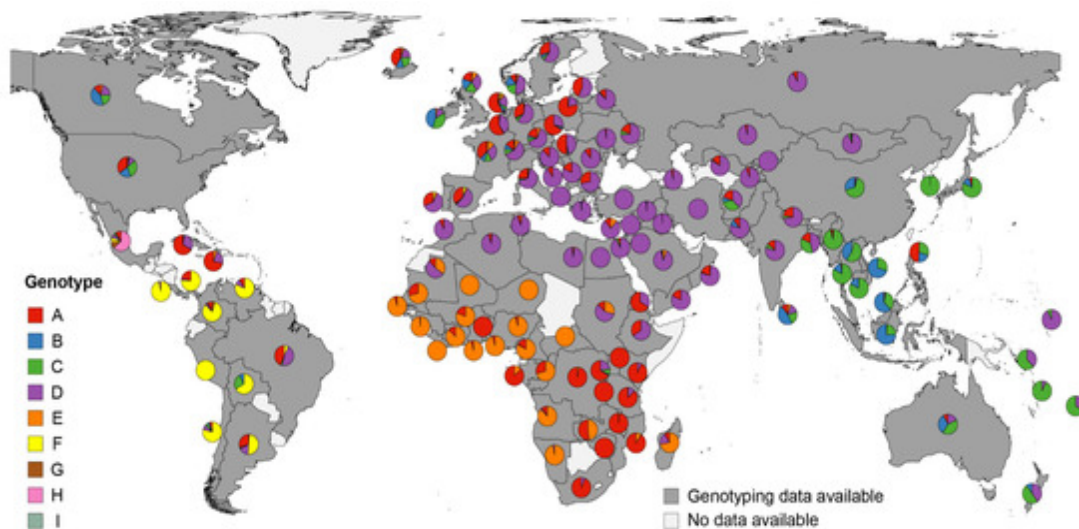 Genotype
A
B
C
D
E
F
G
H
I
Genotyping data available
No data available